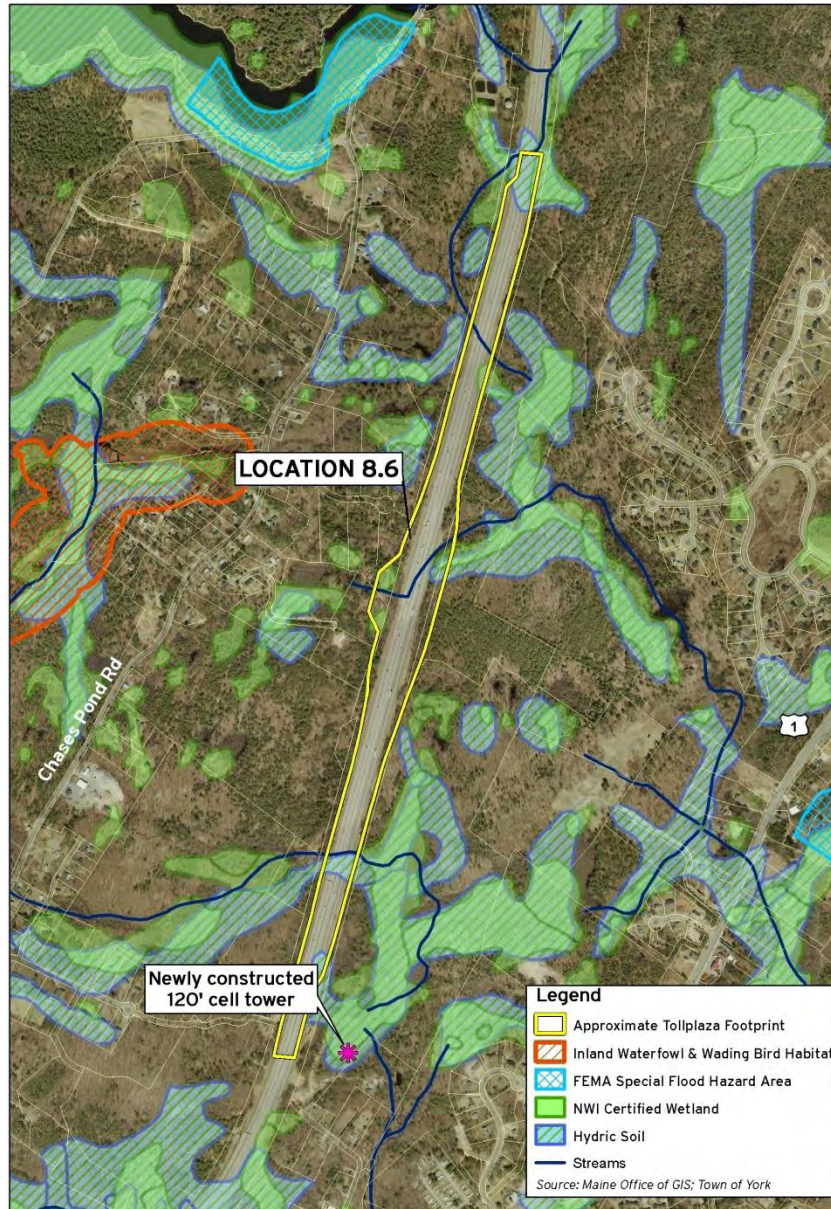 LOCATION 8.6
Chases Pond Rd
1
Newly constructed
120' cell tower
Legend
Approximate Tollplaza Footprint
Inland Waterfowl & Wading Bird Habitat
FEMA Special Flood Hazard Area
NWI Certified Wetland
Hydric Soil
Streams
Source: Maine Office of GIS; Town of York